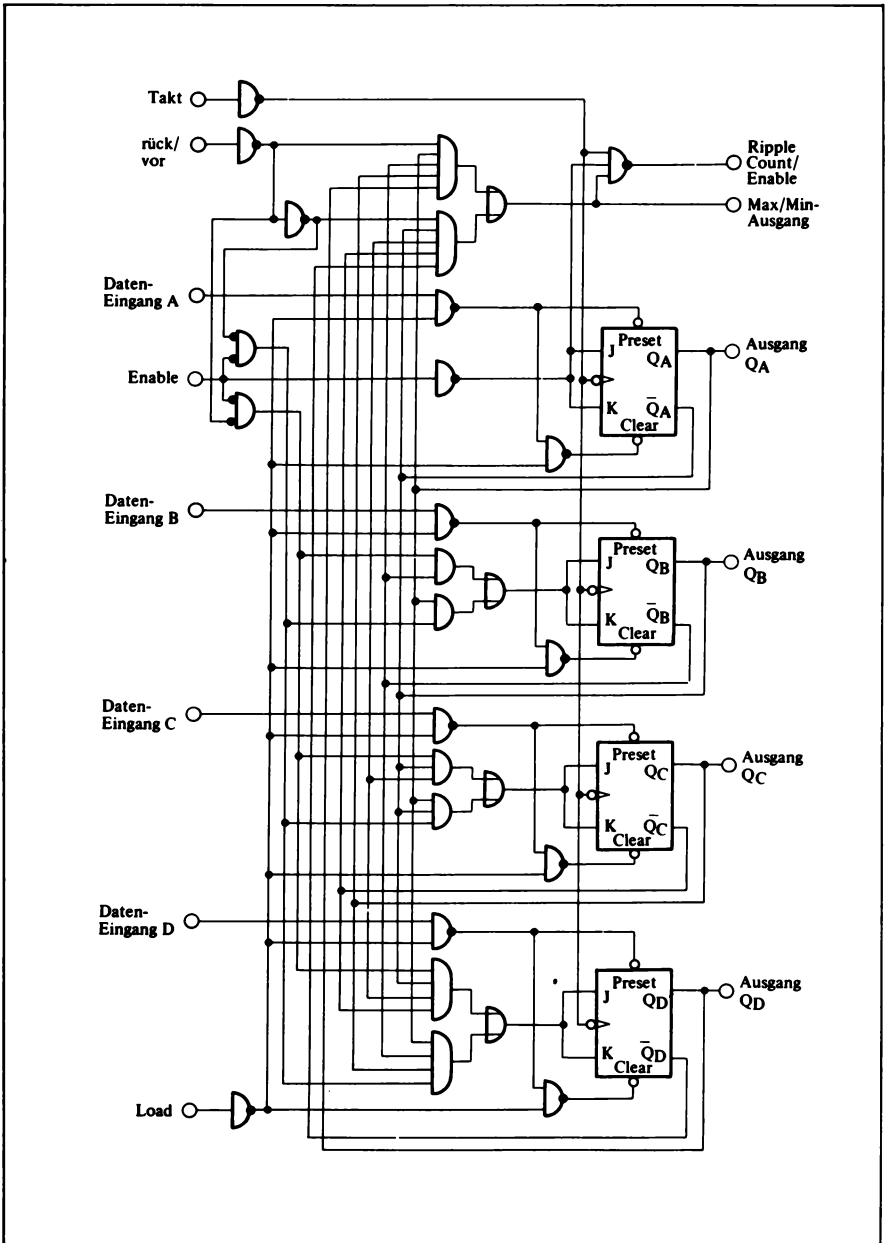 Takt
rück/
vor
Ripple
Count/
Enable
Max/Min-
Ausgang
Daten-
Eingang A
Preset
J
QA
K
Q̅A
Clear
Ausgang
QA
Enable
Daten-
Eingang B
Preset
J
QB
K
Q̅B
Clear
Ausgang
QB
Daten-
Eingang C
Preset
J
QC
K
Q̅C
Clear
Ausgang
QC
Daten-
Eingang D
Preset
J
QD
K
Q̅D
Clear
Ausgang
QD
Load